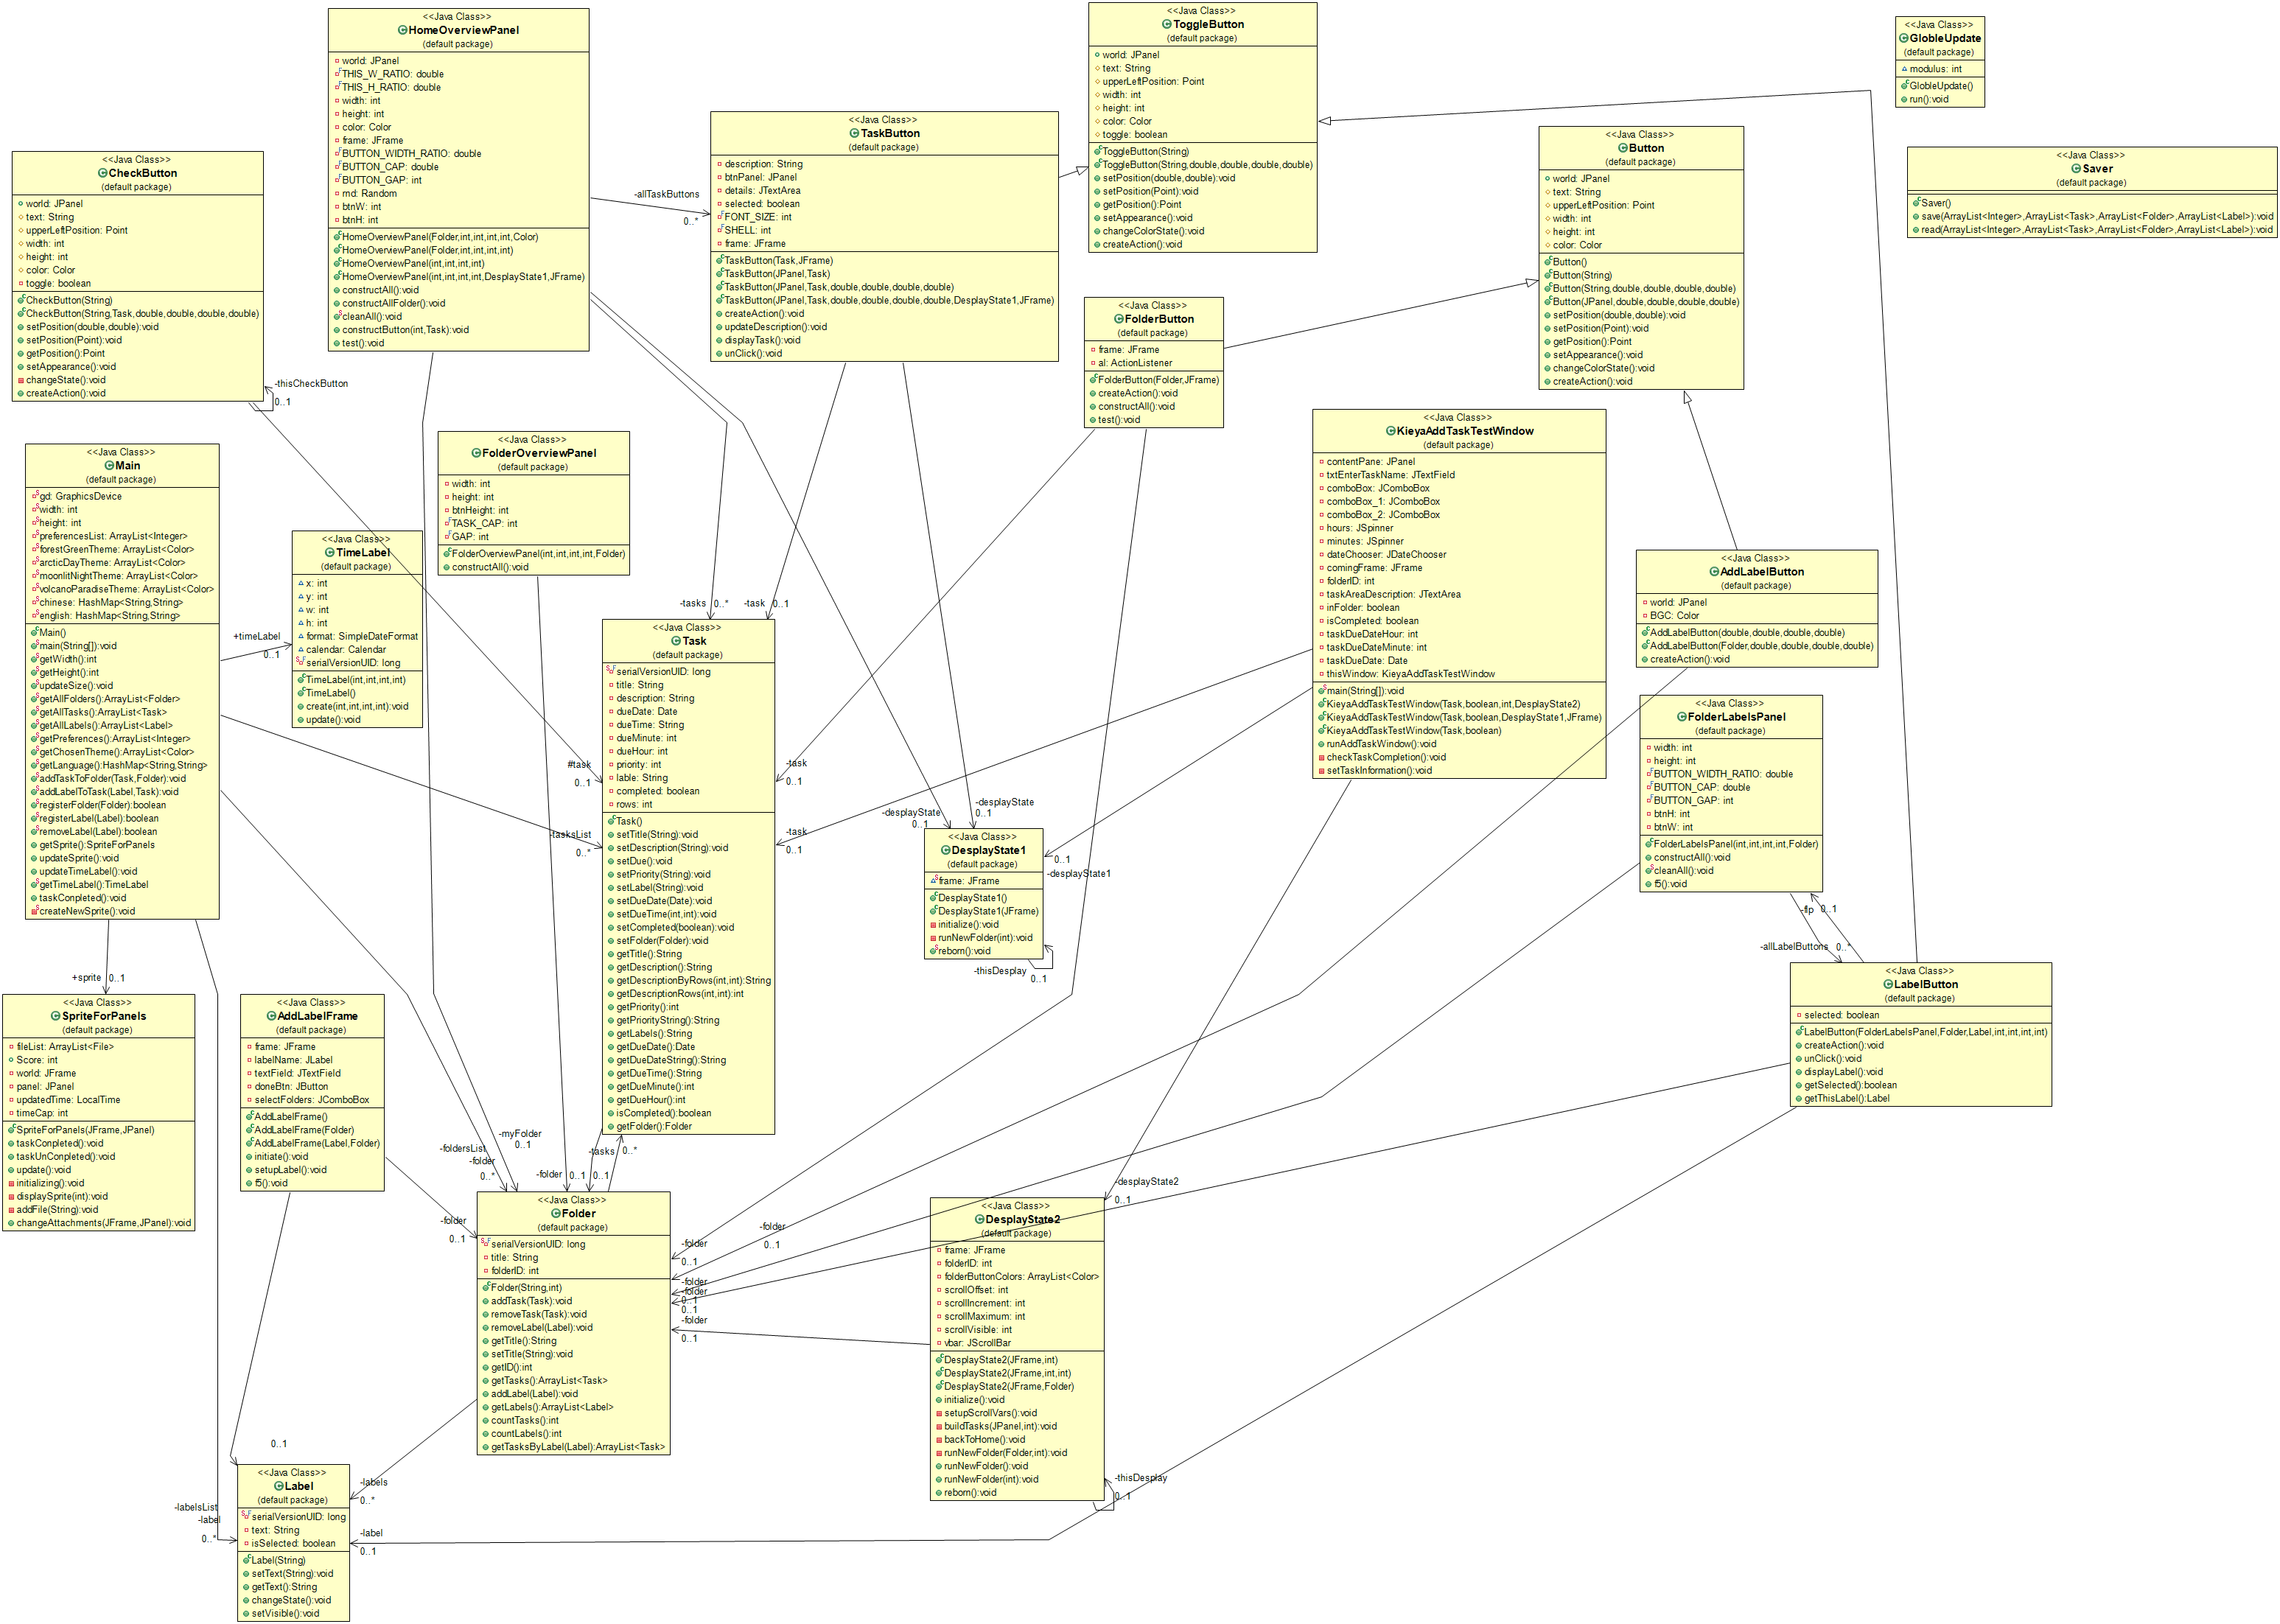 <<Java Class>>
HomeOverviewPanel
(default package)
world: JPanel
THIS_W_RATIO: double
THIS_H_RATIO: double
width: int
height: int
color: Color
frame: JFrame
BUTTON_WIDTH_RATIO: double
BUTTON_CAP: double
BUTTON_GAP: int
rnd: Random
btnW: int
btnH: int
HomeOverviewPanel(Folder,int,int,int,int,Color)
HomeOverviewPanel(Folder,int,int,int,int)
HomeOverviewPanel(int,int,int,int)
HomeOverviewPanel(int,int,int,int,DesplayState1,JFrame)
constructAll():void
constructAllFolder():void
cleanAll():void
constructButton(int,Task):void
test():void
<<Java Class>>
ToggleButton
(default package)
world: JPanel
text: String
upperLeftPosition: Point
width: int
height: int
color: Color
toggle: boolean
ToggleButton(String)
ToggleButton(String,double,double,double,double)
setPosition(double,double):void
setPosition(Point):void
getPosition():Point
setAppearance():void
changeColorState():void
createAction():void
<<Java Class>>
GlobleUpdate
(default package)
modulus: int
GlobleUpdate()
run():void
<<Java Class>>
TaskButton
(default package)
description: String
btnPanel: JPanel
details: JTextArea
selected: boolean
FONT_SIZE: int
SHELL: int
frame: JFrame
TaskButton(Task,JFrame)
TaskButton(JPanel,Task)
TaskButton(JPanel,Task,double,double,double,double)
TaskButton(JPanel,Task,double,double,double,double,DesplayState1,JFrame)
createAction():void
updateDescription():void
displayTask():void
unClick():void
-allTaskButtons
0..*
<<Java Class>>
Button
(default package)
world: JPanel
text: String
upperLeftPosition: Point
width: int
height: int
color: Color
Button()
Button(String)
Button(String,double,double,double,double)
Button(JPanel,double,double,double,double)
setPosition(double,double):void
setPosition(Point):void
getPosition():Point
setAppearance():void
changeColorState():void
createAction():void
<<Java Class>>
Saver
(default package)
Saver()
save(ArrayList<Integer>,ArrayList<Task>,ArrayList<Folder>,ArrayList<Label>):void
read(ArrayList<Integer>,ArrayList<Task>,ArrayList<Folder>,ArrayList<Label>):void
<<Java Class>>
CheckButton
(default package)
world: JPanel
text: String
upperLeftPosition: Point
width: int
height: int
color: Color
toggle: boolean
CheckButton(String)
CheckButton(String,Task,double,double,double,double)
setPosition(double,double):void
setPosition(Point):void
getPosition():Point
setAppearance():void
changeState():void
createAction():void
-thisCheckButton
0..1
<<Java Class>>
FolderButton
(default package)
frame: JFrame
al: ActionListener
FolderButton(Folder,JFrame)
createAction():void
constructAll():void
test():void
<<Java Class>>
KieyaAddTaskTestWindow
(default package)
contentPane: JPanel
txtEnterTaskName: JTextField
comboBox: JComboBox
comboBox_1: JComboBox
comboBox_2: JComboBox
hours: JSpinner
minutes: JSpinner
dateChooser: JDateChooser
comingFrame: JFrame
folderID: int
taskAreaDescription: JTextArea
inFolder: boolean
isCompleted: boolean
taskDueDateHour: int
taskDueDateMinute: int
taskDueDate: Date
thisWindow: KieyaAddTaskTestWindow
main(String[]):void
KieyaAddTaskTestWindow(Task,boolean,int,DesplayState2)
KieyaAddTaskTestWindow(Task,boolean,DesplayState1,JFrame)
KieyaAddTaskTestWindow(Task,boolean)
runAddTaskWindow():void
checkTaskCompletion():void
setTaskInformation():void
<<Java Class>>
FolderOverviewPanel
(default package)
width: int
height: int
btnHeight: int
TASK_CAP: int
GAP: int
FolderOverviewPanel(int,int,int,int,Folder)
constructAll():void
<<Java Class>>
Main
(default package)
gd: GraphicsDevice
width: int
height: int
preferencesList: ArrayList<Integer>
forestGreenTheme: ArrayList<Color>
arcticDayTheme: ArrayList<Color>
moonlitNightTheme: ArrayList<Color>
volcanoParadiseTheme: ArrayList<Color>
chinese: HashMap<String,String>
english: HashMap<String,String>
Main()
main(String[]):void
getWidth():int
getHeight():int
updateSize():void
getAllFolders():ArrayList<Folder>
getAllTasks():ArrayList<Task>
getAllLabels():ArrayList<Label>
getPreferences():ArrayList<Integer>
getChosenTheme():ArrayList<Color>
getLanguage():HashMap<String,String>
addTaskToFolder(Task,Folder):void
addLabelToTask(Label,Task):void
registerFolder(Folder):boolean
registerLabel(Label):boolean
removeLabel(Label):boolean
getSprite():SpriteForPanels
updateSprite():void
updateTimeLabel():void
getTimeLabel():TimeLabel
taskConpleted():void
createNewSprite():void
<<Java Class>>
TimeLabel
(default package)
x: int
y: int
w: int
h: int
format: SimpleDateFormat
calendar: Calendar
serialVersionUID: long
TimeLabel(int,int,int,int)
TimeLabel()
create(int,int,int,int):void
update():void
+timeLabel
0..1
<<Java Class>>
AddLabelButton
(default package)
world: JPanel
BGC: Color
AddLabelButton(double,double,double,double)
AddLabelButton(Folder,double,double,double,double)
createAction():void
-tasks
0..*
-task
0..1
<<Java Class>>
Task
(default package)
serialVersionUID: long
title: String
description: String
dueDate: Date
dueTime: String
dueMinute: int
dueHour: int
priority: int
lable: String
completed: boolean
rows: int
Task()
setTitle(String):void
setDescription(String):void
setDue():void
setPriority(String):void
setLabel(String):void
setDueDate(Date):void
setDueTime(int,int):void
setCompleted(boolean):void
setFolder(Folder):void
getTitle():String
getDescription():String
getDescriptionByRows(int,int):String
getDescriptionRows(int,int):int
getPriority():int
getPriorityString():String
getLabels():String
getDueDate():Date
getDueDateString():String
getDueTime():String
getDueMinute():int
getDueHour():int
isCompleted():boolean
getFolder():Folder
#task
0..1
-task
0..1
-tasksList
0..*
-task
0..1
-desplayState
0..1
-desplayState
0..1
<<Java Class>>
DesplayState1
(default package)
frame: JFrame
DesplayState1()
DesplayState1(JFrame)
initialize():void
runNewFolder(int):void
reborn():void
0..1
-desplayState1
-thisDesplay
0..1
<<Java Class>>
FolderLabelsPanel
(default package)
width: int
height: int
BUTTON_WIDTH_RATIO: double
BUTTON_CAP: double
BUTTON_GAP: int
btnH: int
btnW: int
FolderLabelsPanel(int,int,int,int,Folder)
constructAll():void
cleanAll():void
f5():void
-flp
0..1
-allLabelButtons
0..*
<<Java Class>>
LabelButton
(default package)
selected: boolean
LabelButton(FolderLabelsPanel,Folder,Label,int,int,int,int)
createAction():void
unClick():void
displayLabel():void
getSelected():boolean
getThisLabel():Label
+sprite
0..1
<<Java Class>>
SpriteForPanels
(default package)
fileList: ArrayList<File>
Score: int
world: JFrame
panel: JPanel
updatedTime: LocalTime
timeCap: int
SpriteForPanels(JFrame,JPanel)
taskConpleted():void
taskUnConpleted():void
update():void
initializing():void
displaySprite(int):void
addFile(String):void
changeAttachments(JFrame,JPanel):void
<<Java Class>>
AddLabelFrame
(default package)
frame: JFrame
labelName: JLabel
textField: JTextField
doneBtn: JButton
selectFolders: JComboBox
AddLabelFrame()
AddLabelFrame(Folder)
AddLabelFrame(Label,Folder)
initiate():void
setupLabel():void
f5():void
-foldersList
-folder
0..*
-myFolder
0..1
-folder
0..1
0..1
-tasks
0..*
-folder
0..1
<<Java Class>>
Folder
(default package)
serialVersionUID: long
title: String
folderID: int
Folder(String,int)
addTask(Task):void
removeTask(Task):void
removeLabel(Label):void
getTitle():String
setTitle(String):void
getID():int
getTasks():ArrayList<Task>
addLabel(Label):void
getLabels():ArrayList<Label>
countTasks():int
countLabels():int
getTasksByLabel(Label):ArrayList<Task>
-folder
0..1
-folder
0..1
-folder
-folder
0..1
0..1
-folder
0..1
-desplayState2
0..1
<<Java Class>>
DesplayState2
(default package)
frame: JFrame
folderID: int
folderButtonColors: ArrayList<Color>
scrollOffset: int
scrollIncrement: int
scrollMaximum: int
scrollVisible: int
vbar: JScrollBar
DesplayState2(JFrame,int)
DesplayState2(JFrame,int,int)
DesplayState2(JFrame,Folder)
initialize():void
setupScrollVars():void
buildTasks(JPanel,int):void
backToHome():void
runNewFolder(Folder,int):void
runNewFolder():void
runNewFolder(int):void
reborn():void
-thisDesplay
0..1
0..1
<<Java Class>>
Label
(default package)
serialVersionUID: long
text: String
isSelected: boolean
Label(String)
setText(String):void
getText():String
changeState():void
setVisible():void
-labels
0..*
-labelsList
-label
0..*
-label
0..1